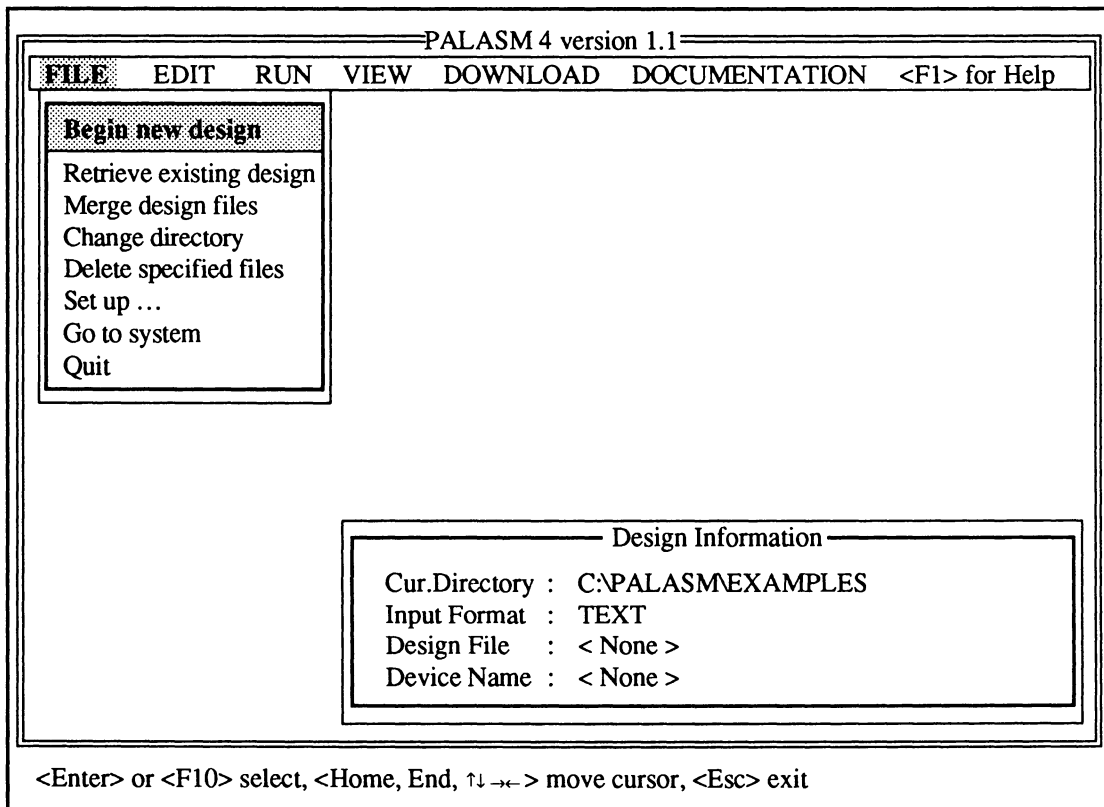 PALASM 4 version 1.1
FILE EDIT RUN VIEW DOWNLOAD DOCUMENTATION <F1> for Help
Begin new design
Retrieve existing design
Merge design files
Change directory
Delete specified files
Set up ...
Go to system
Quit
Design Information
Cur.Directory : C:\PALASM\EXAMPLES
Input Format : TEXT
Design File : < None >
Device Name : < None >
<Enter> or <F10> select, <Home, End, ↑↓→← > move cursor, <Esc> exit